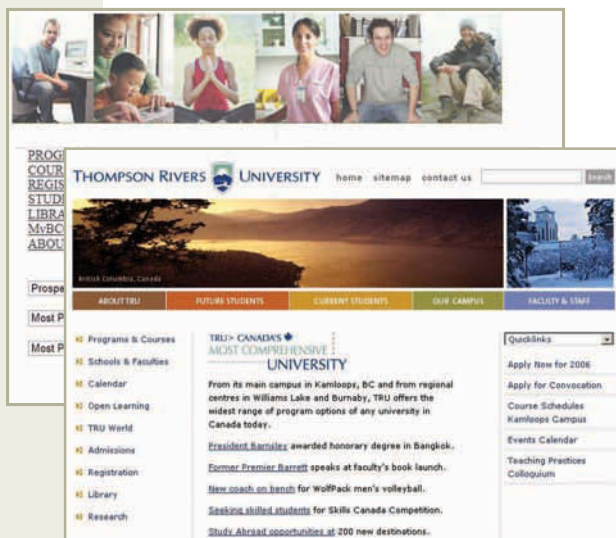 PROG
COUR
REGIS
STUDE
LIBRA
MyBC
ABOU
Prospe
Most P
Most P
THOMPSON RIVERS UNIVERSITY
home sitemap contact us
Search
British Columbia, Canada
ABOUT TRU
FUTURE STUDENTS
CURRENT STUDENTS
OUR CAMPUS
FACULTY & STAFF
Programs & Courses
Schools & Faculties
Calendar
Open Learning
TRU World
Admissions
Registration
Library
Research
TRU> CANADA'S
MOST COMPREHENSIVE
UNIVERSITY
From its main campus in Kamloops, BC and from regional
centres in Williams Lake and Burnaby, TRU offers the
widest range of program options of any university in
Canada today.
President Barnsley awarded honorary degree in Bangkok.
Former Premier Barrett speaks at faculty's book launch.
New coach on bench for WolfPack men's volleyball.
Seeking skilled students for Skills Canada Competition.
Study Abroad opportunities at 200 new destinations.
Quicklinks
Apply Now for 2006
Apply for Convocation
Course Schedules
Kamloops Campus
Events Calendar
Teaching Practices
Colloquium